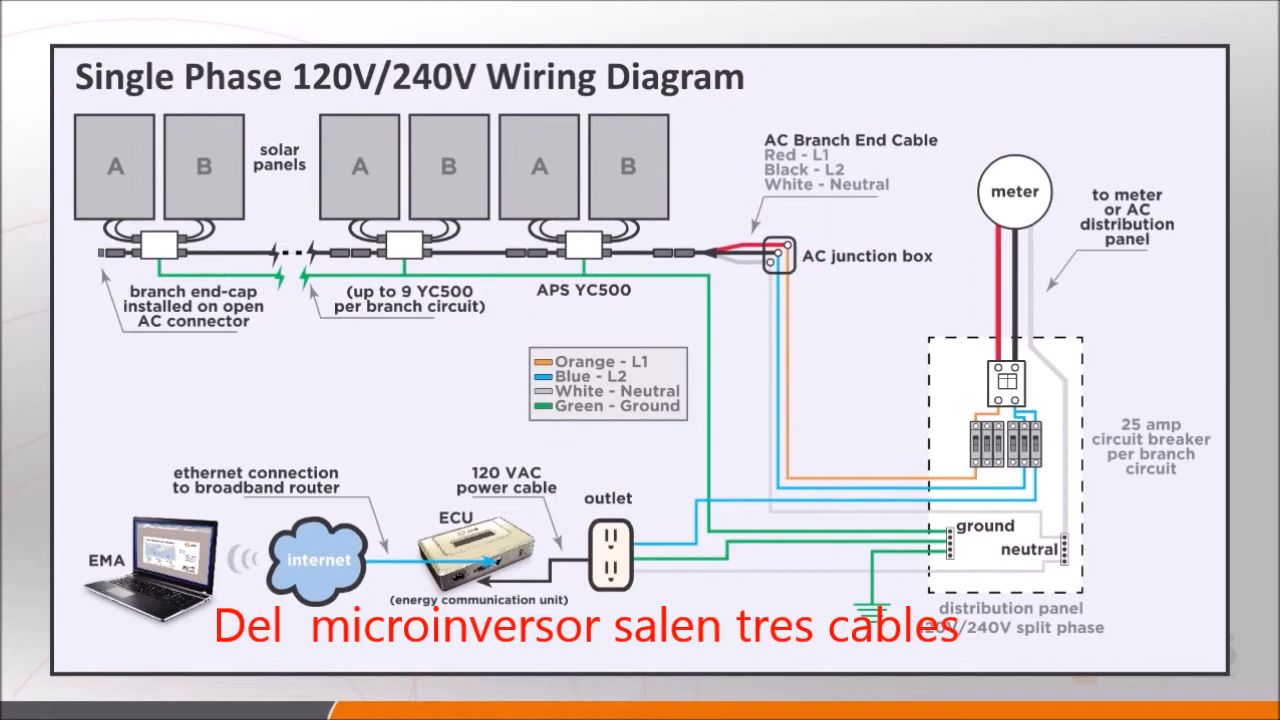 Single Phase 120V/240V Wiring Diagram
A
B
solar
panels
A
B
A
B
AC Branch End Cable
Red - L1
Black - L2
White - Neutral
meter
to meter
or AC
distribution
panel
AC junction box
branch end-cap
installed on open
AC connector
(up to 9 YC500
per branch circuit)
APS YC500
Orange - L1
Blue - L2
White - Neutral
Green - Ground
25 amp
circuit breaker
per branch
circuit
ethernet connection
to broadband router
120 VAC
power cable
outlet
ECU
EMA
internet
ground
neutral
(energy communication unit)
distribution panel
120V/240V split phase
Del microinversor salen tres cables